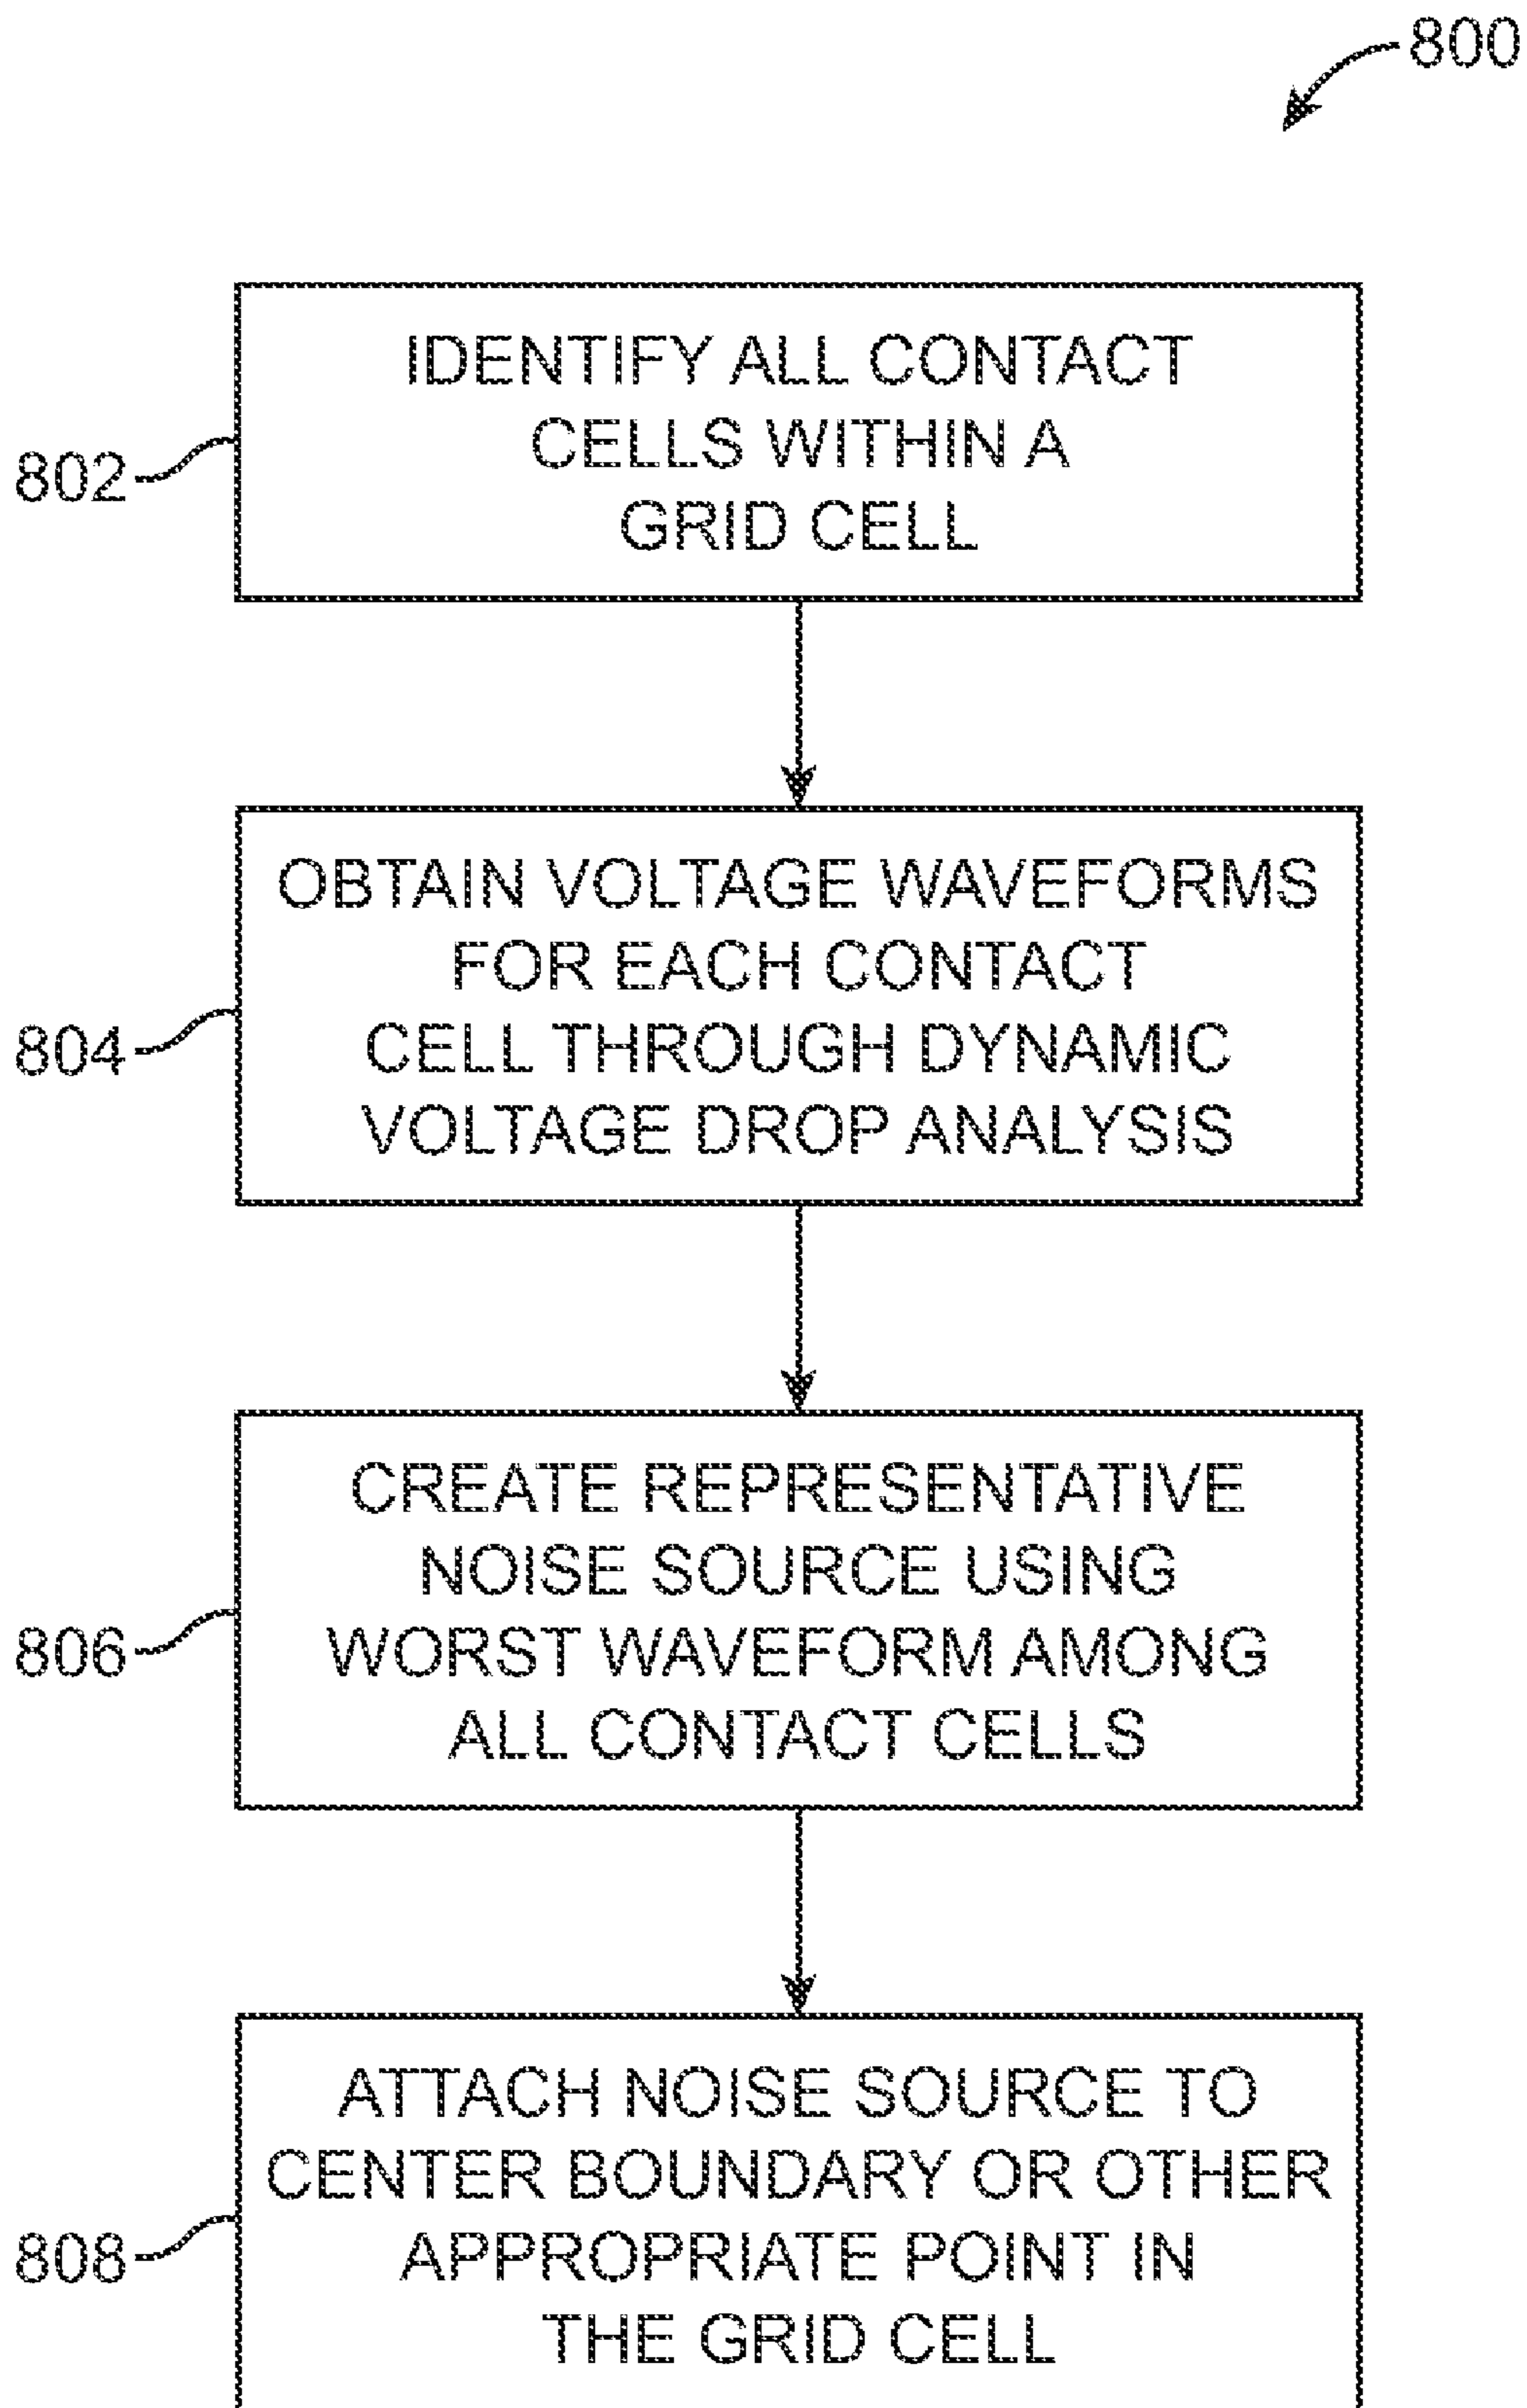 800
IDENTIFY ALL CONTACT
CELLS WITHIN A
GRID CELL
802
OBTAIN VOLTAGE WAVEFORMS
FOR EACH CONTACT
CELL THROUGH DYNAMIC
VOLTAGE DROP ANALYSIS
804
CREATE REPRESENTATIVE
NOISE SOURCE USING
WORST WAVEFORM AMONG
ALL CONTACT CELLS
806
ATTACH NOISE SOURCE TO
CENTER BOUNDARY OR OTHER
APPROPRIATE POINT IN
THE GRID CELL
808